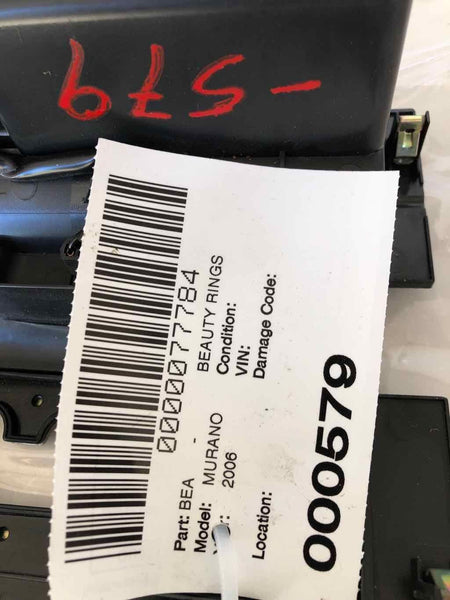 -579
0000077784
Part: BEA - 
Model: MURANO BEAUTY RINGS
2006 Condition:
VIN:
Location: Damage Code:
000579